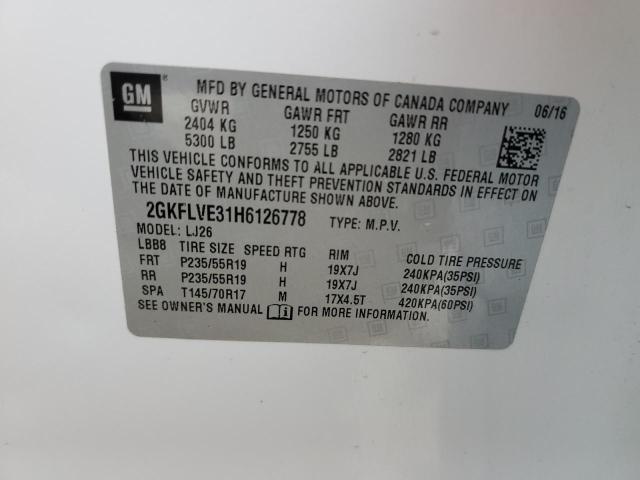 GM ®
MFD BY GENERAL MOTORS OF CANADA COMPANY 06/16
GVWR GAWR FRT GAWR RR
2404 KG 1250 KG 1280 KG
5300 LB 2755 LB 2821 LB
THIS VEHICLE CONFORMS TO ALL APPLICABLE U.S. FEDERAL MOTOR
VEHICLE SAFETY AND THEFT PREVENTION STANDARDS IN EFFECT ON
THE DATE OF MANUFACTURE SHOWN ABOVE.
2GKFLVE31H6126778 TYPE: M.P.V.
MODEL: LJ26
LBB8 TIRE SIZE SPEED RTG RIM COLD TIRE PRESSURE
FRT P235/55R19 H 19X7J 240KPA(35PSI)
RR P235/55R19 H 19X7J 240KPA(35PSI)
SPA T145/70R17 M 17X4.5T 420KPA(60PSI)
SEE OWNER'S MANUAL i FOR MORE INFORMATION.